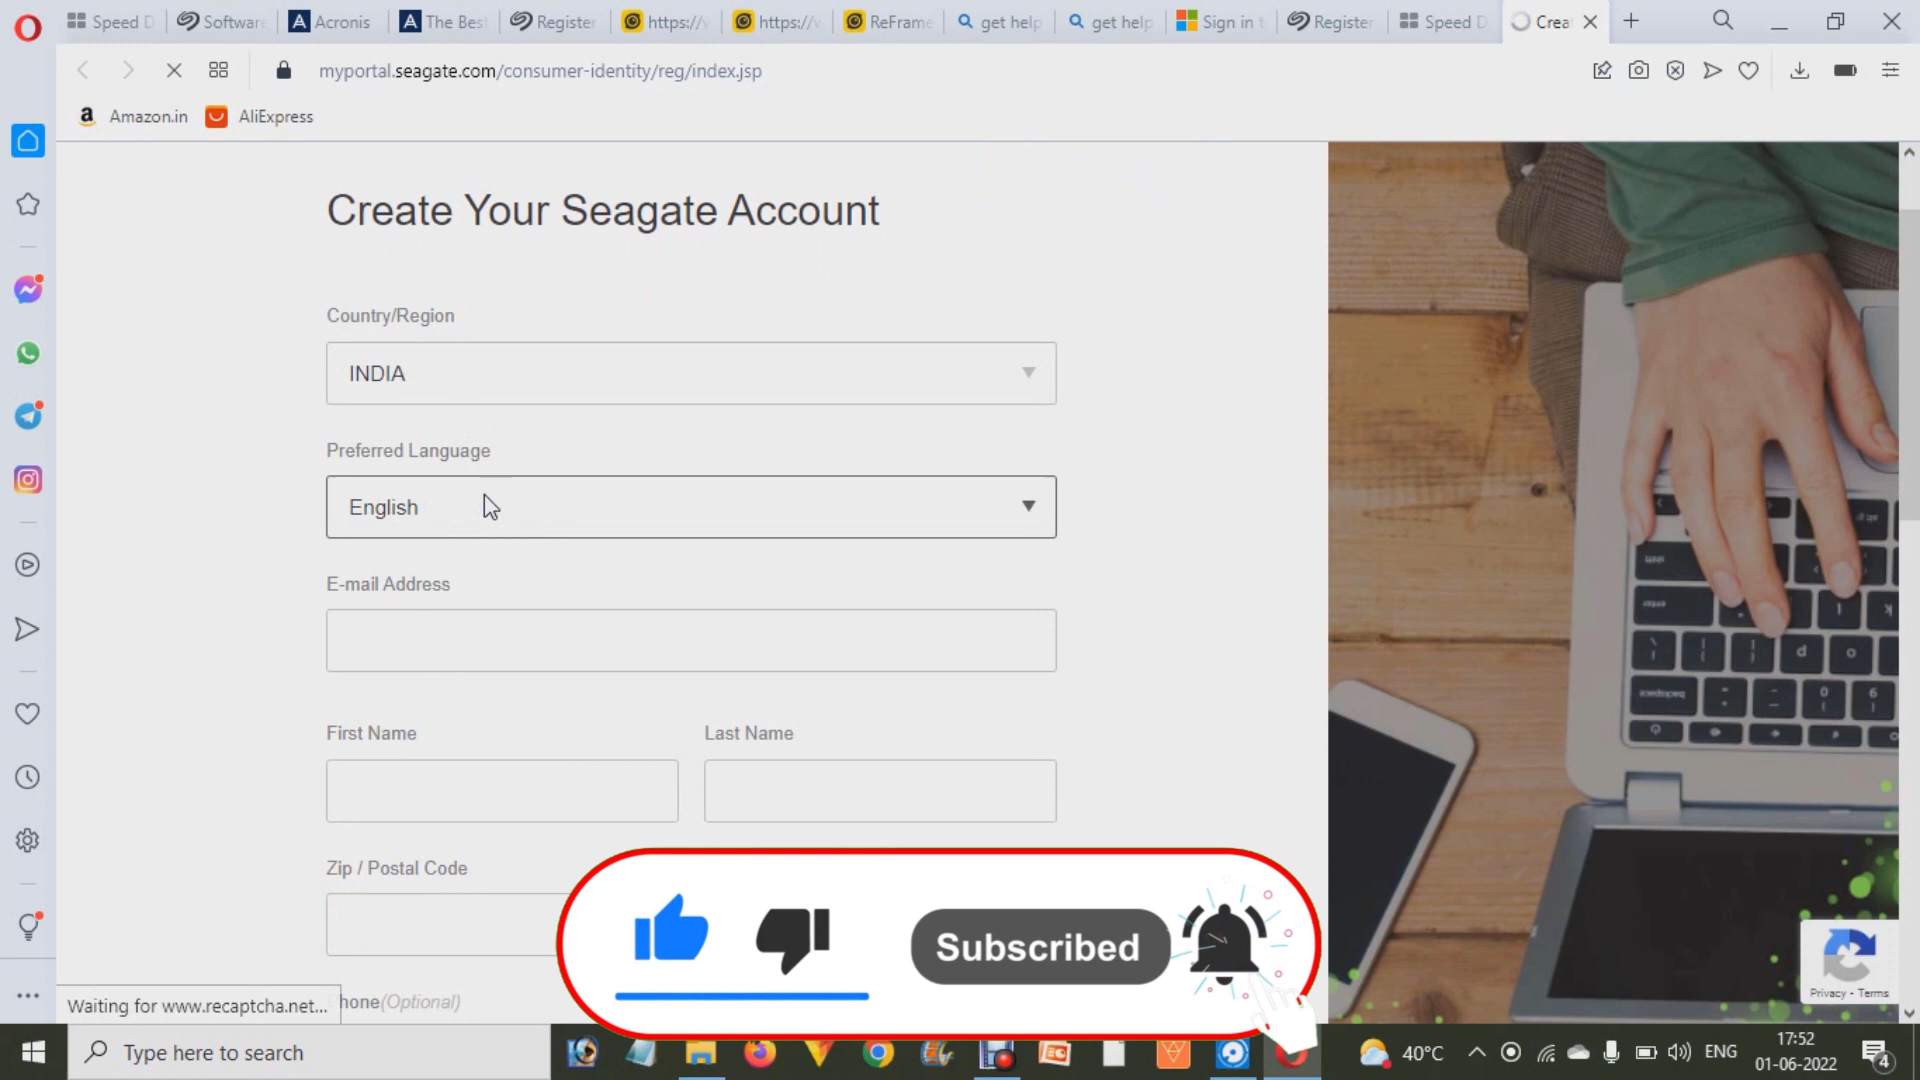 Speed D
Software
Acronis
The Best
Register
https://v
https://v
ReFrame
get help
get help
Sign in t
Register
Speed D
Crea
myportal.seagate.com/consumer-identity/reg/index.jsp
Amazon.in
AliExpress
Create Your Seagate Account
Country/Region
INDIA
Preferred Language
English
E-mail Address
First Name
Last Name
Zip / Postal Code
Waiting for www.recaptcha.net...
hone(Optional)
Subscribed
Privacy - Terms
Type here to search
40°C
ENG
17:52
01-06-2022
4